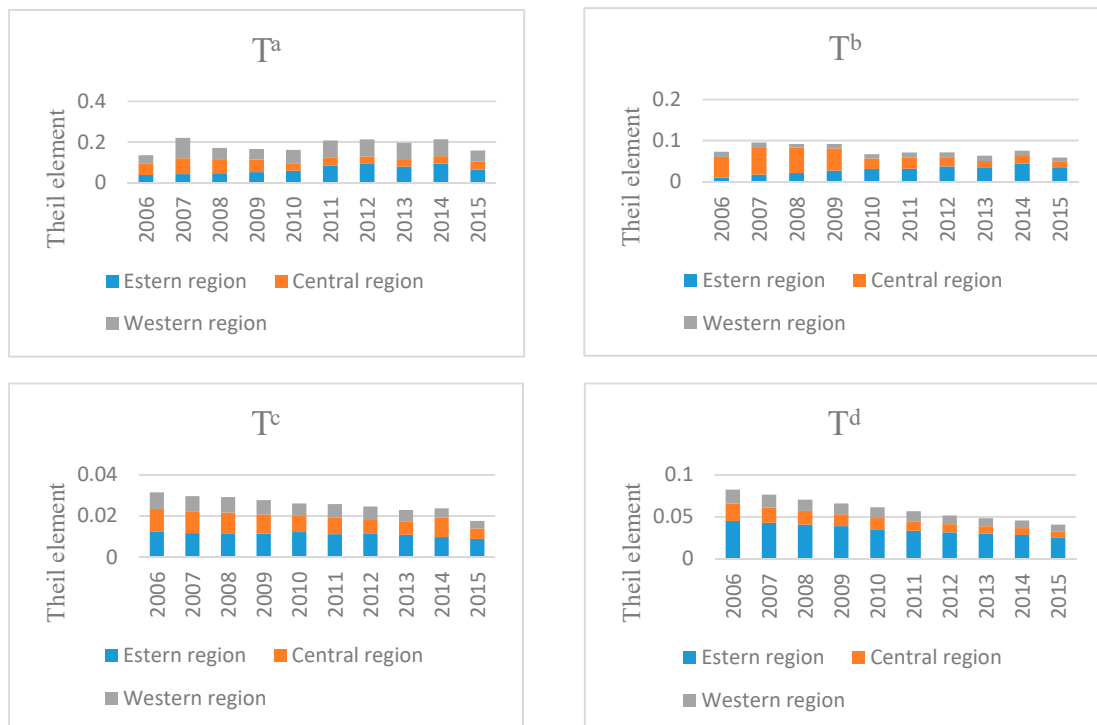 Tᵃ
Theil element
0.4
0.2
0
2006 2007 2008 2009 2010 2011 2012 2013 2014 2015
Estern region Central region
Western region
Tᵇ
Theil element
0.2
0.1
0
2006 2007 2008 2009 2010 2011 2012 2013 2014 2015
Estern region Central region
Western region
Tᶜ
Theil element
0.04
0.02
0
2006 2007 2008 2009 2010 2011 2012 2013 2014 2015
Estern region Central region
Western region
Tᵈ
Theil element
0.1
0.05
0
2006 2007 2008 2009 2010 2011 2012 2013 2014 2015
Estern region Central region
Western region